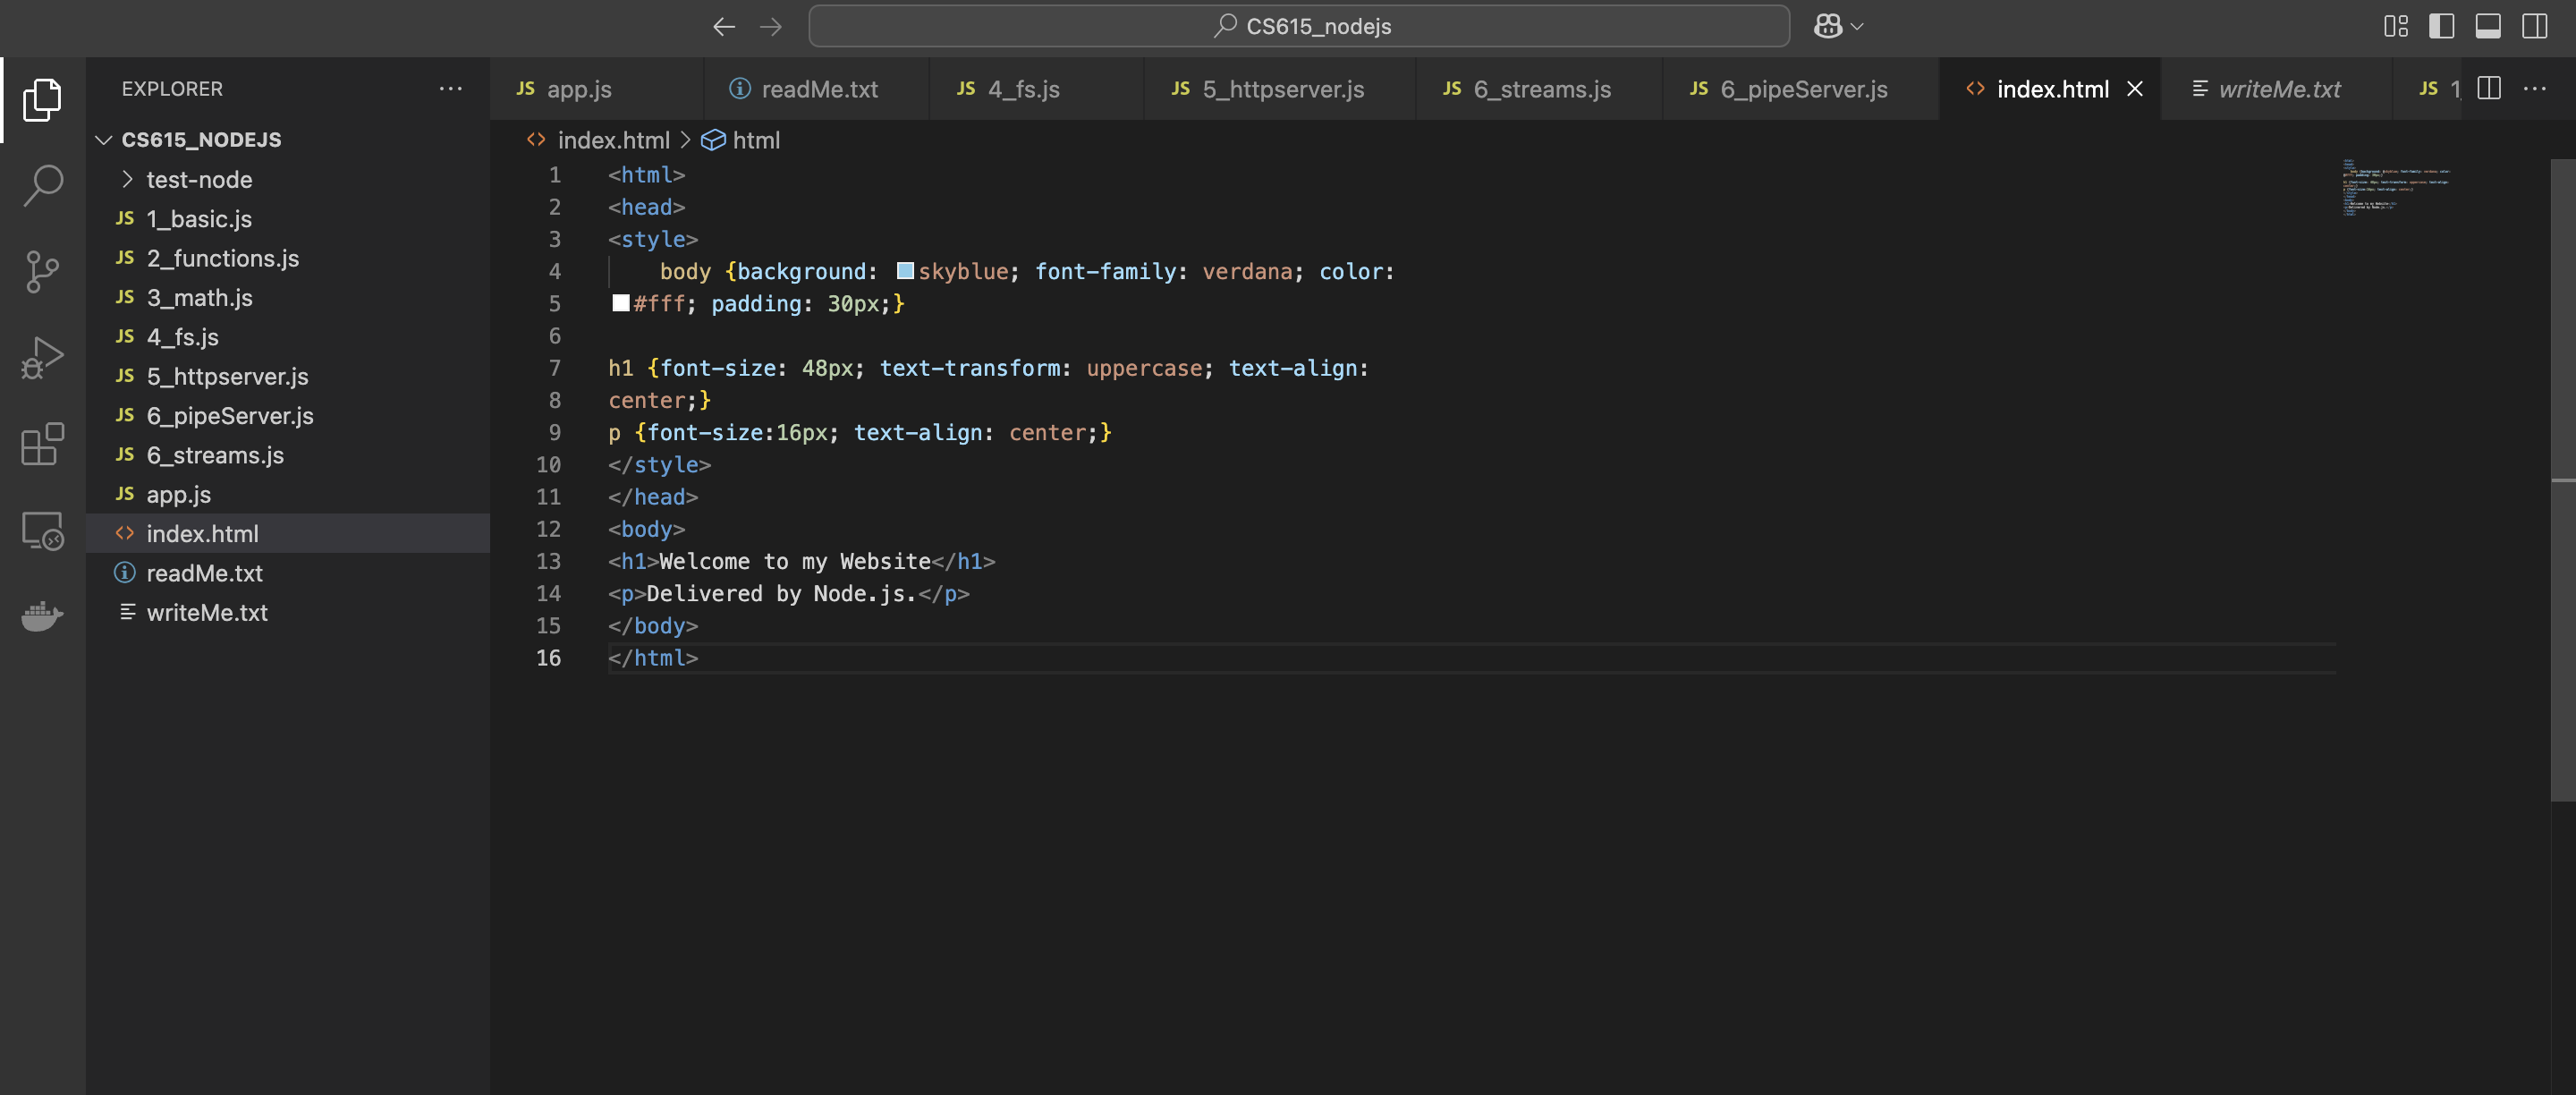 CS615_nodejs
EXPLORER
JS app.js
readMe.txt
JS 4_fs.js
JS 5_httpserver.js
JS 6_streams.js
JS 6_pipeServer.js
index.html
writeMe.txt
JS 1
CS615_NODEJS
test-node
JS 1_basic.js
JS 2_functions.js
JS 3_math.js
JS 4_fs.js
JS 5_httpserver.js
JS 6_pipeServer.js
JS 6_streams.js
JS app.js
index.html
readMe.txt
writeMe.txt
index.html > html
1 <html>
2 <head>
3 <style>
4 body {background: skyblue; font-family: verdana; color:
5 #fff; padding: 30px;}
6
7 h1 {font-size: 48px; text-transform: uppercase; text-align:
8 center;}
9 p {font-size:16px; text-align: center;}
10 </style>
11 </head>
12 <body>
13 <h1>Welcome to my Website</h1>
14 <p>Delivered by Node.js.</p>
15 </body>
16 </html>